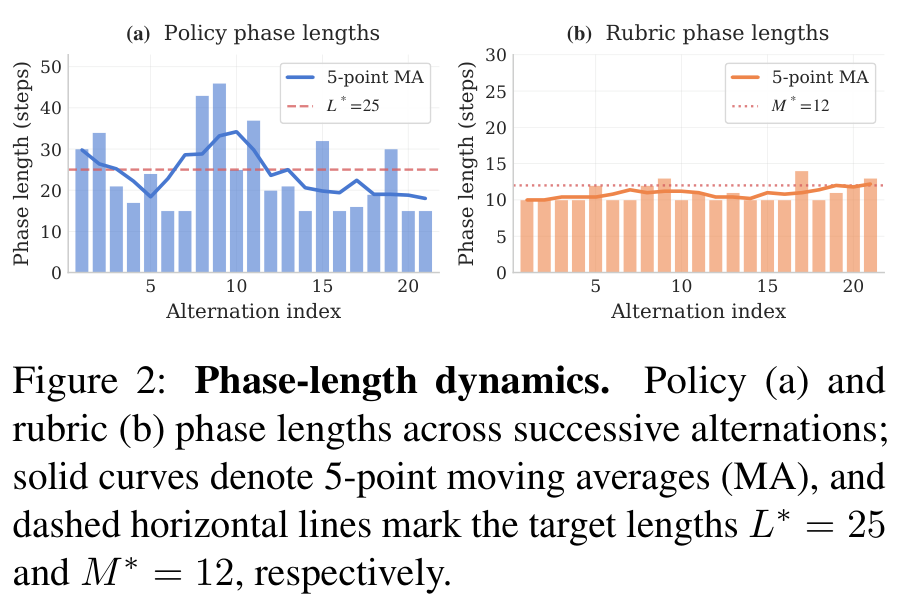 (a) Policy phase lengths
Phase length (steps)
50
40
30
20
10
0
5-point MA
L*=25
5
10
15
20
Alternation index
(b) Rubric phase lengths
Phase length (steps)
30
25
20
15
10
5
0
5-point MA
M*=12
5
10
15
20
Alternation index
Figure 2: Phase-length dynamics. Policy (a) and
rubric (b) phase lengths across successive alternations;
solid curves denote 5-point moving averages (MA), and
dashed horizontal lines mark the target lengths L* = 25
and M* = 12, respectively.